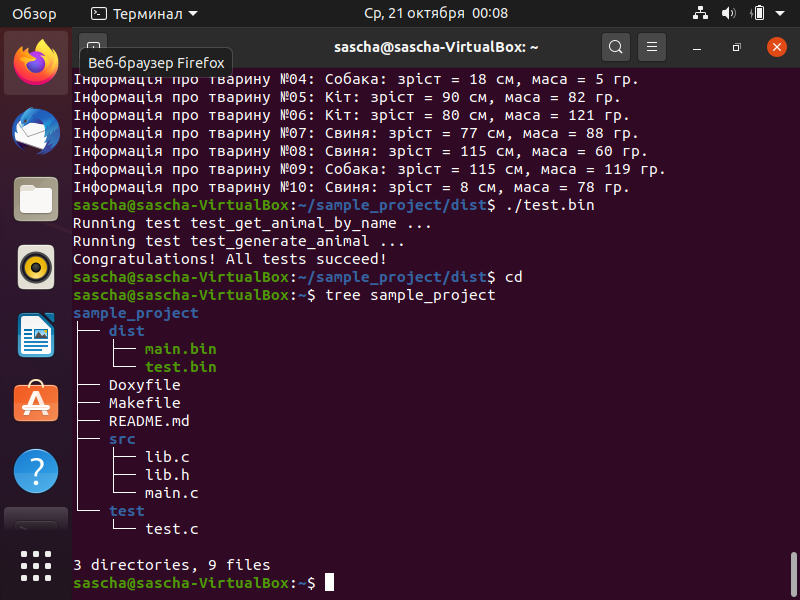 Обзор
Терминал
Ср, 21 октября 00:08
sascha@sascha-VirtualBox: ~
Веб-браузер Firefox
Інформація про тварину №04: Собака: зріст = 18 см, маса = 5 гр.
Інформація про тварину №05: Кіт: зріст = 90 см, маса = 82 гр.
Інформація про тварину №06: Кіт: зріст = 80 см, маса = 121 гр.
Інформація про тварину №07: Свиня: зріст = 77 см, маса = 88 гр.
Інформація про тварину №08: Свиня: зріст = 115 см, маса = 60 гр.
Інформація про тварину №09: Собака: зріст = 115 см, маса = 119 гр.
Інформація про тварину №10: Свиня: зріст = 8 см, маса = 78 гр.
sascha@sascha-VirtualBox:~/sample_project/dist$ ./test.bin
Running test test_get_animal_by_name ...
Running test test_generate_animal ...
Congratulations! All tests succeed!
sascha@sascha-VirtualBox:~/sample_project/dist$ cd
sascha@sascha-VirtualBox:~$ tree sample_project
sample_project
├── dist
│   ├── main.bin
│   └── test.bin
├── Doxyfile
├── Makefile
├── README.md
├── src
│   ├── lib.c
│   ├── lib.h
│   └── main.c
└── test
    └── test.c
3 directories, 9 files
sascha@sascha-VirtualBox:~$